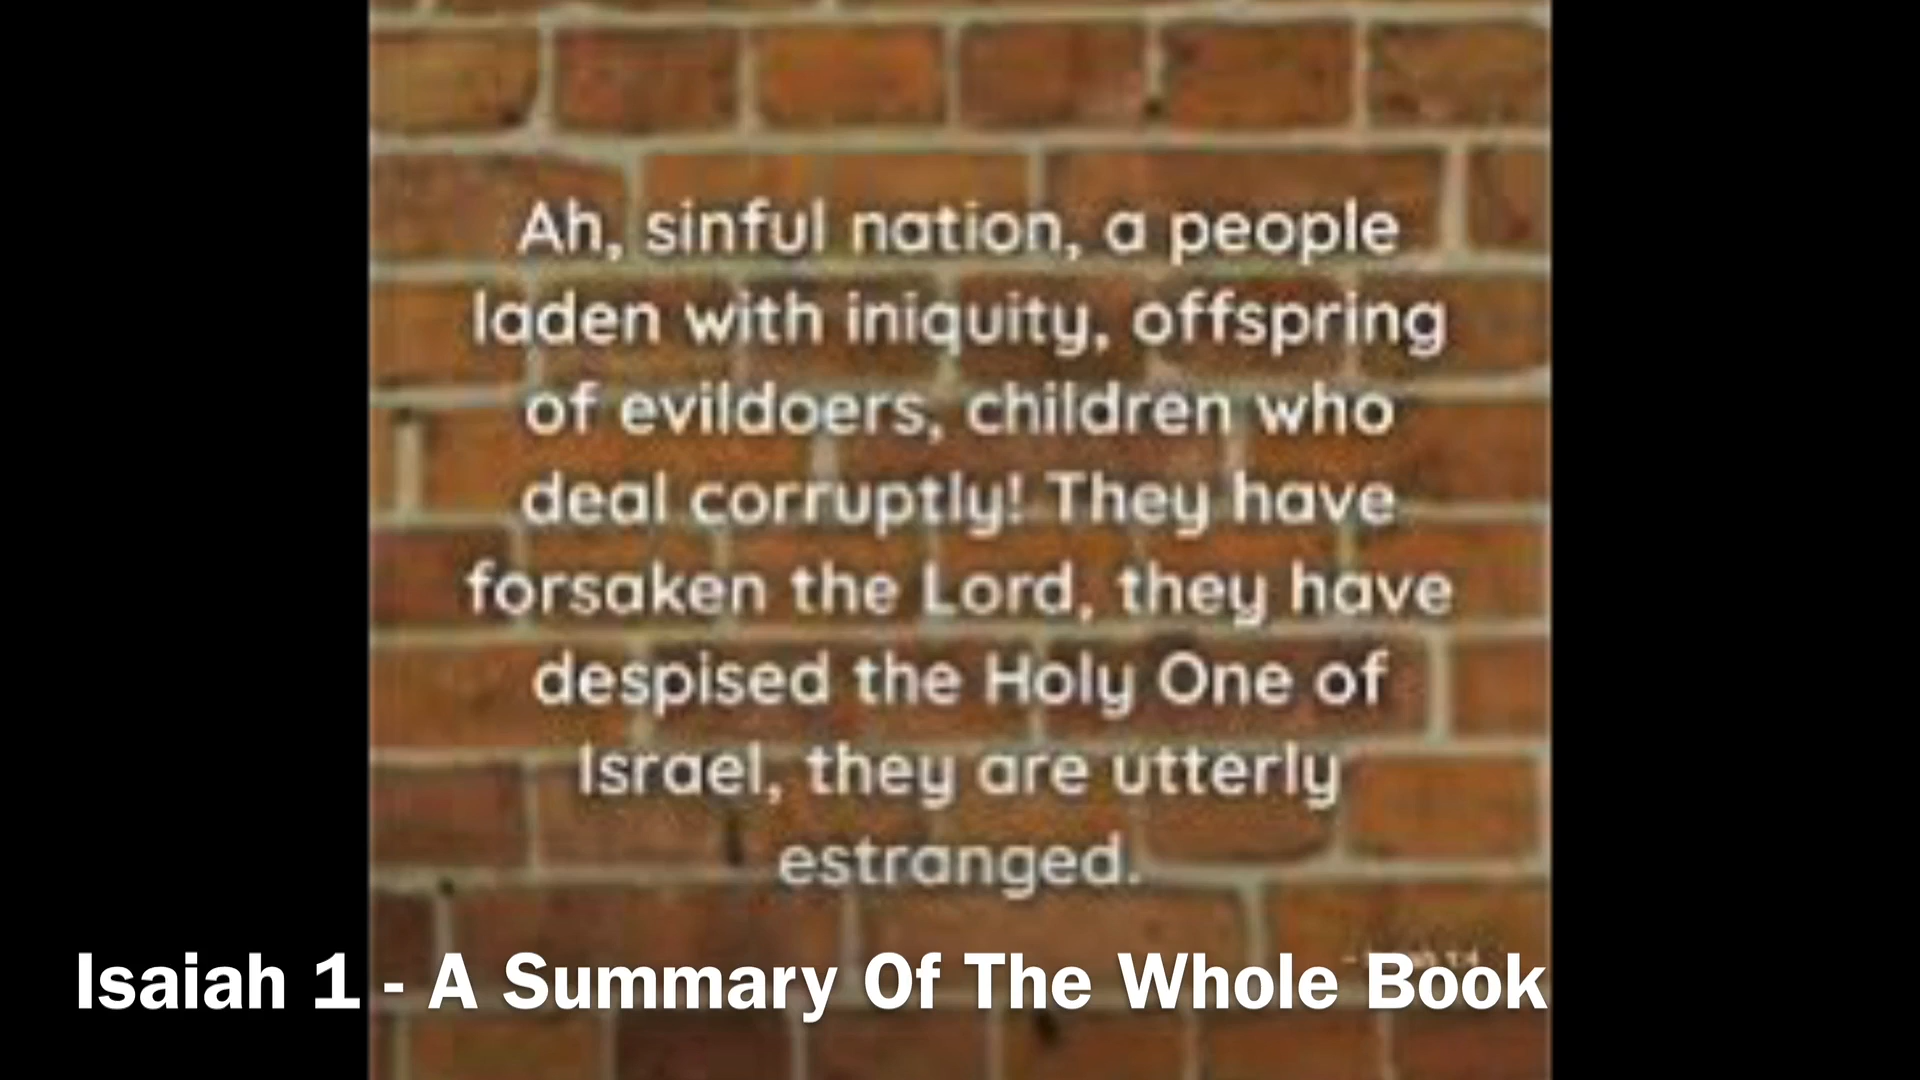 Ah, sinful nation, a people
laden with iniquity, offspring
of evildoers, children who
deal corruptly! They have
forsaken the Lord, they have
despised the Holy One of
Israel, they are utterly
estranged.
Isaiah 1 - A Summary Of The Whole Book